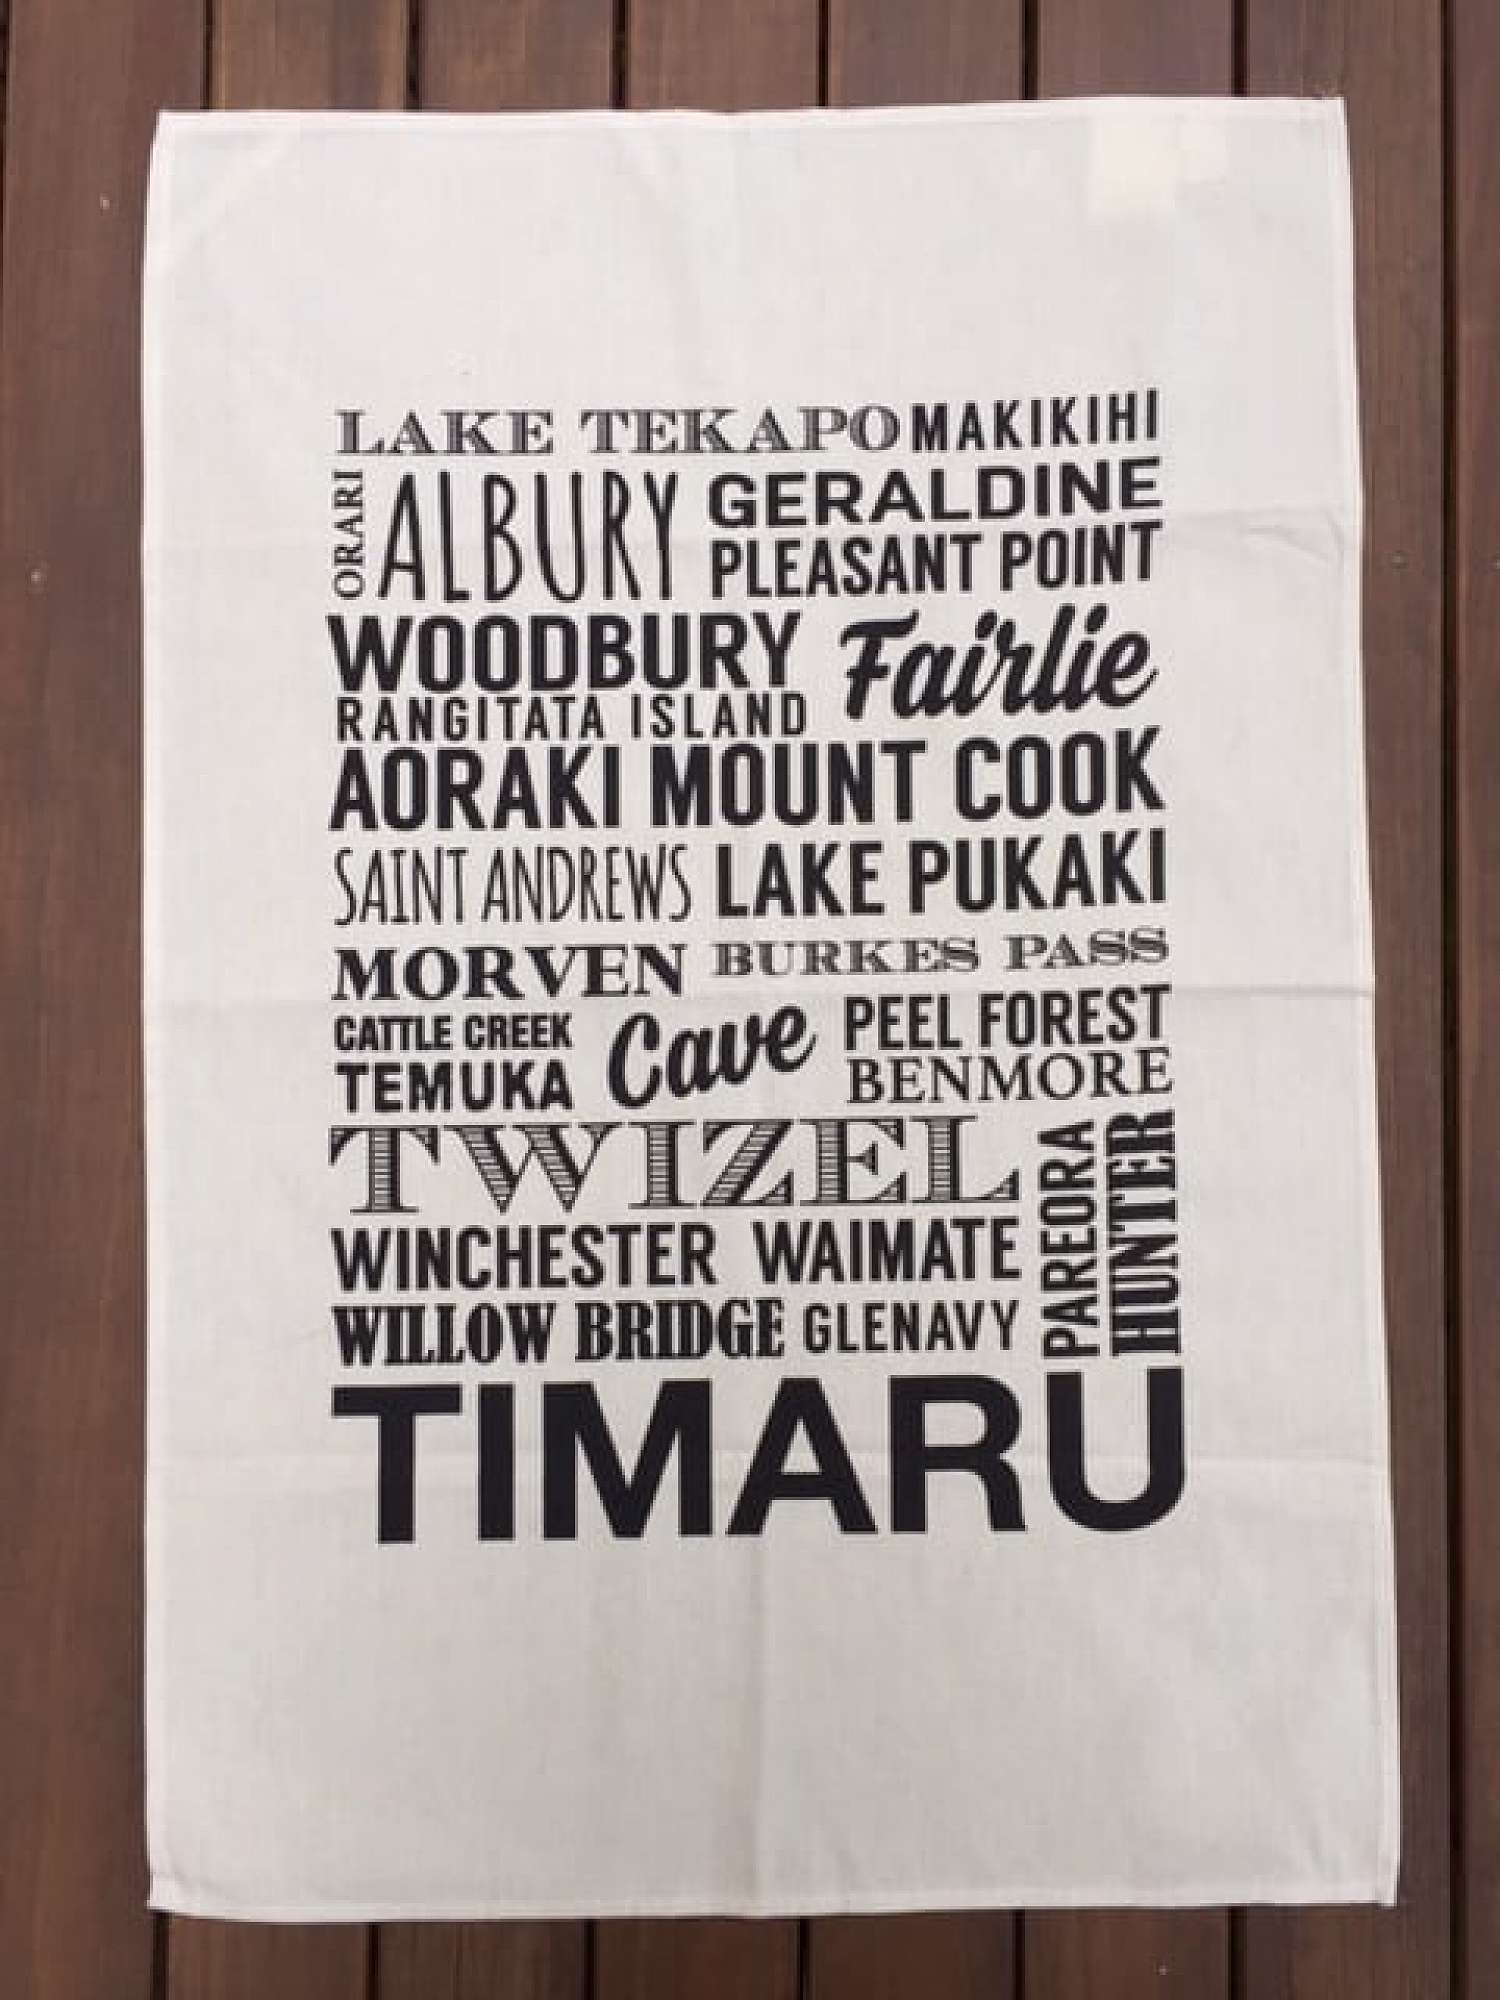 LAKE TEKAPO MAKIKIHI
ORARI
ALBURY
GERALDINE
PLEASANT POINT
WOODBURY
Fairlie
RANGITATA ISLAND
AORAKI MOUNT COOK
SAINT ANDREWS LAKE PUKAKI
MORVEN BURKES PASS
CATTLE CREEK
Cave
PEEL FOREST
TEMUKA
BENMORE
TWIZEL
PAREORA
HUNTER
WINCHESTER WAIMATE
WILLOW BRIDGE GLENAVY
TIMARU